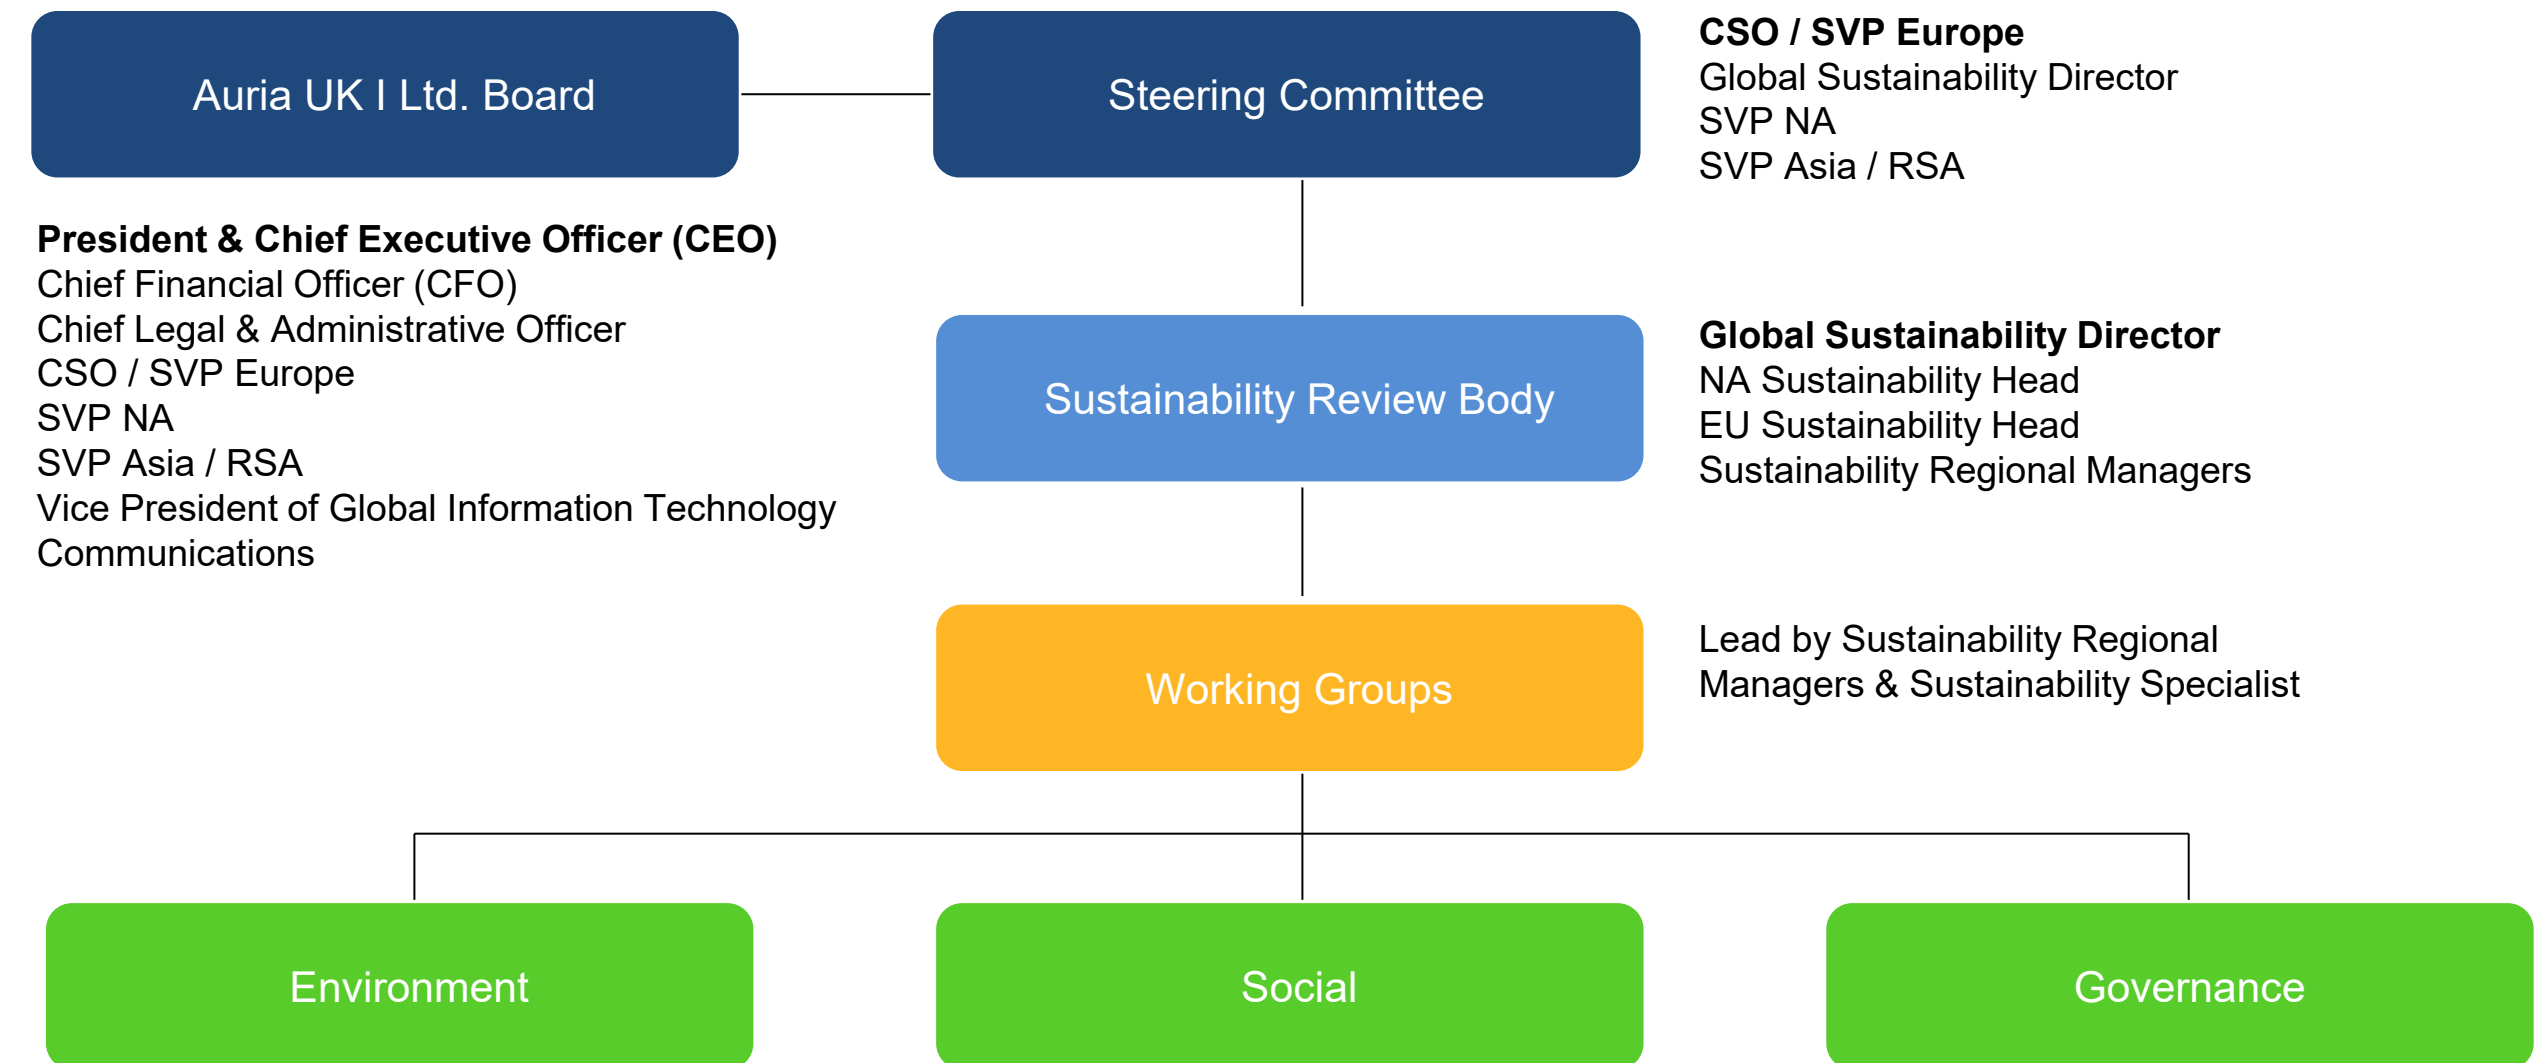 Auria UK I Ltd. Board
Steering Committee
CSO / SVP Europe
Global Sustainability Director
SVP NA
SVP Asia / RSA
President & Chief Executive Officer (CEO)
Chief Financial Officer (CFO)
Chief Legal & Administrative Officer
CSO / SVP Europe
SVP NA
SVP Asia / RSA
Vice President of Global Information Technology
Communications
Sustainability Review Body
Global Sustainability Director
NA Sustainability Head
EU Sustainability Head
Sustainability Regional Managers
Working Groups
Lead by Sustainability Regional
Managers & Sustainability Specialist
Environment
Social
Governance